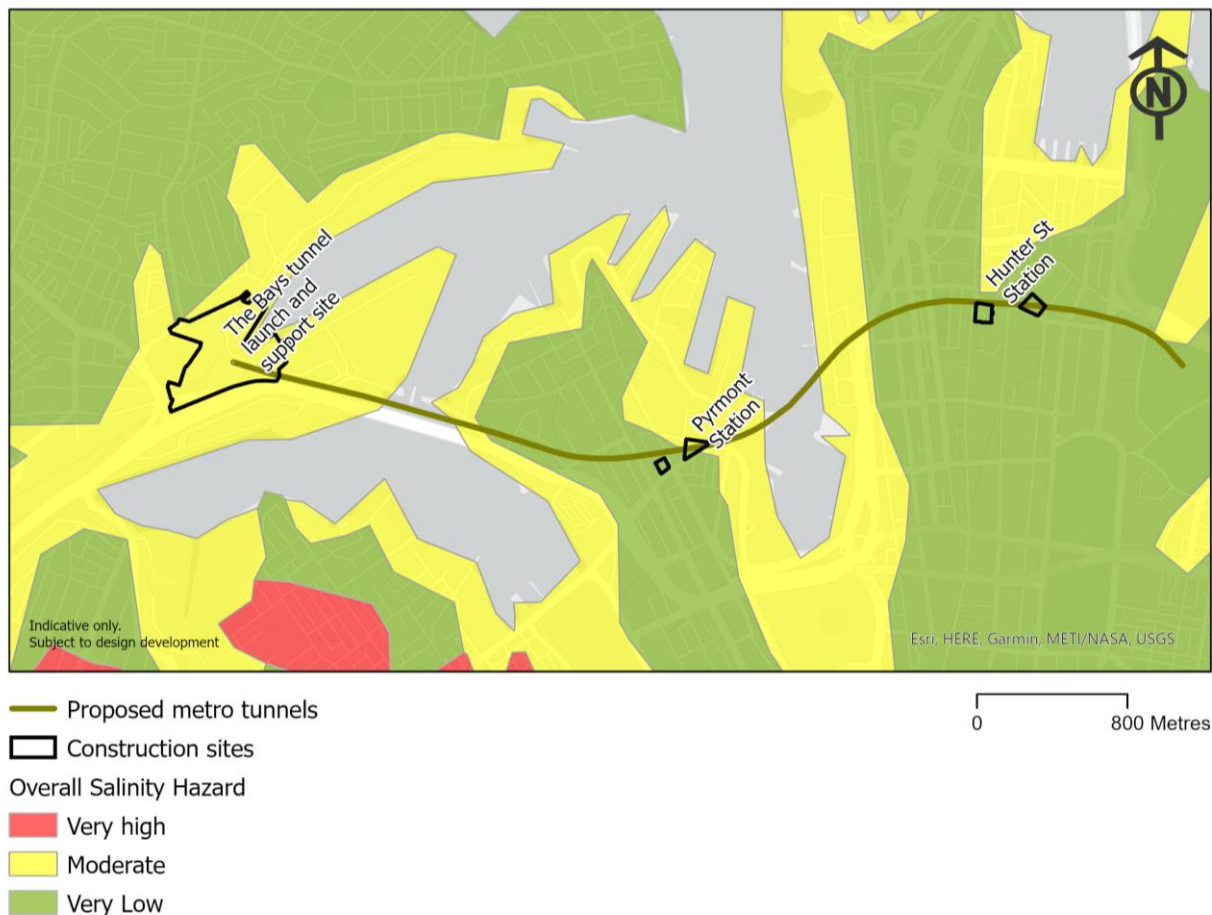 N
The Bays tunnel
launch and
support site
Hunter St
Station
Pyrmont
Station
Indicative only.
Subject to design development
Esri, HERE, Garmin, METI/NASA, USGS
Proposed metro tunnels
0 800 Metres
Construction sites
Overall Salinity Hazard
Very high
Moderate
Very Low